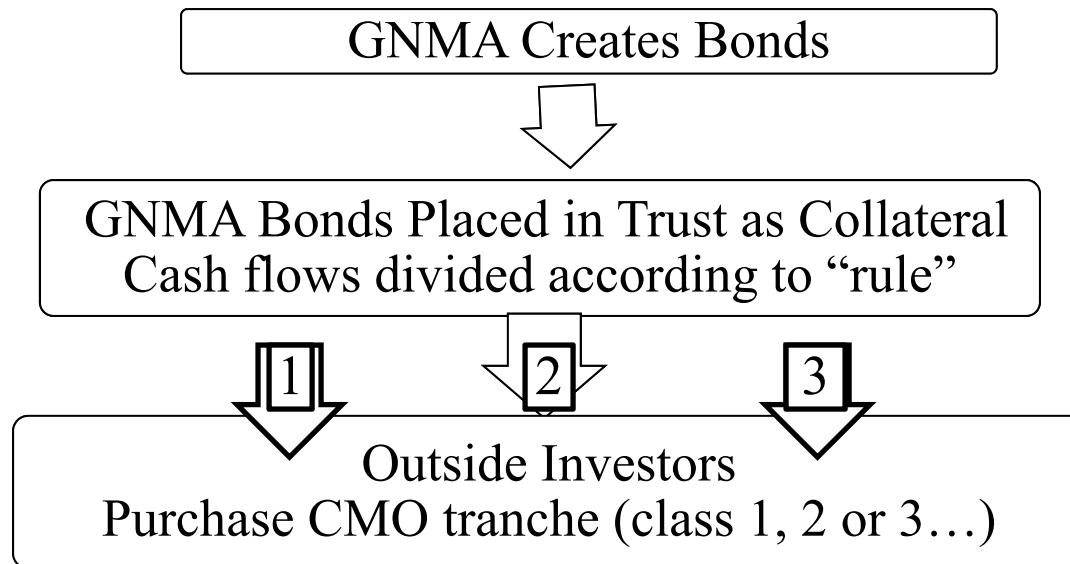 GNMA Creates Bonds
GNMA Bonds Placed in Trust as Collateral
Cash flows divided according to “rule”
1 2 3
Outside Investors
Purchase CMO tranche (class 1, 2 or 3…)